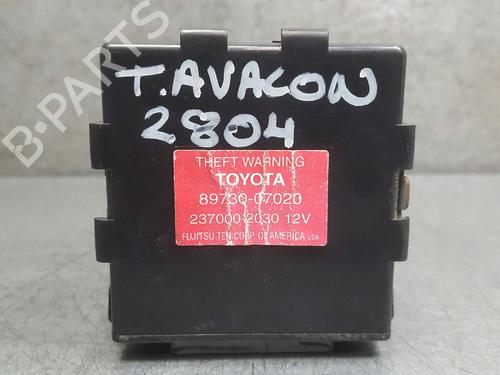 B-PARTS
T. AVALON
2804
THEFT WARNING
TOYOTA
89730-07020
237000-2030 12V
FUJITSU TEN CORP. OF AMERICA USA